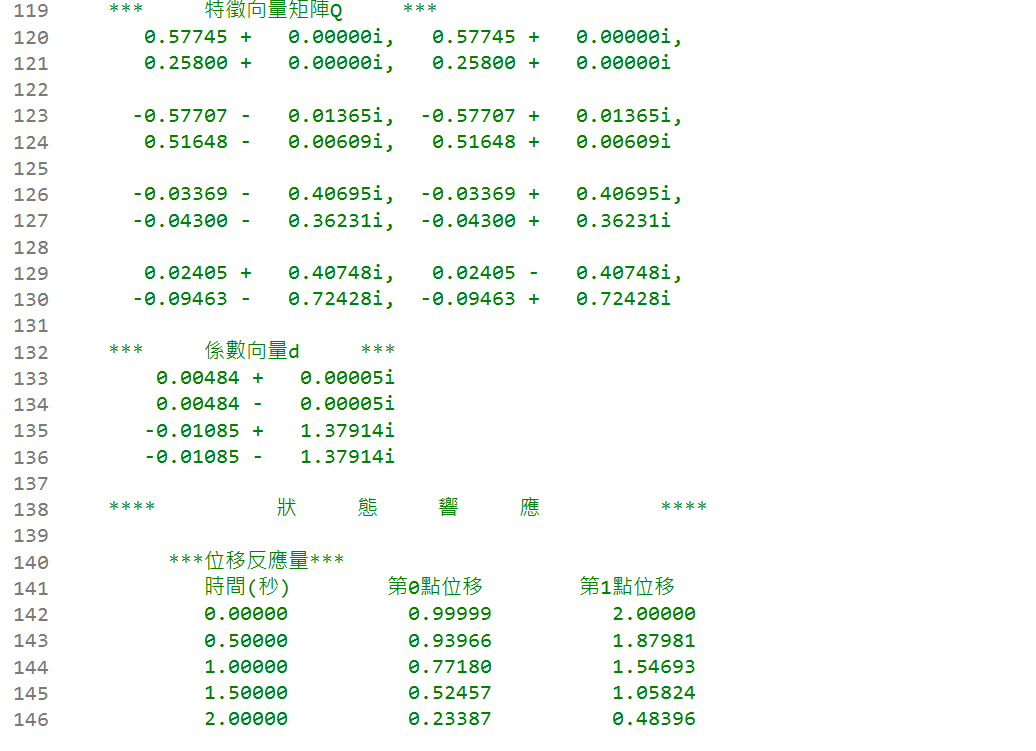 119     ***     特徵向量矩陣Q     ***
120        0.57745 +   0.00000i,   0.57745 +   0.00000i,
121        0.25800 +   0.00000i,   0.25800 +   0.00000i
122
123       -0.57707 -   0.01365i,  -0.57707 +   0.01365i,
124        0.51648 -   0.00609i,   0.51648 +   0.00609i
125
126       -0.03369 -   0.40695i,  -0.03369 +   0.40695i,
127       -0.04300 -   0.36231i,  -0.04300 +   0.36231i
128
129        0.02405 +   0.40748i,   0.02405 -   0.40748i,
130       -0.09463 -   0.72428i,  -0.09463 +   0.72428i
131
132     ***     係數向量d     ***
133         0.00484 +   0.00005i
134         0.00484 -   0.00005i
135        -0.01085 +   1.37914i
136        -0.01085 -   1.37914i
137
138     ****          狀     態     響     應          ****
139
140          ***位移反應量***
141             時間(秒)        第0點位移        第1點位移
142             0.00000          0.99999          2.00000
143             0.50000          0.93966          1.87981
144             1.00000          0.77180          1.54693
145             1.50000          0.52457          1.05824
146             2.00000          0.23387          0.48396